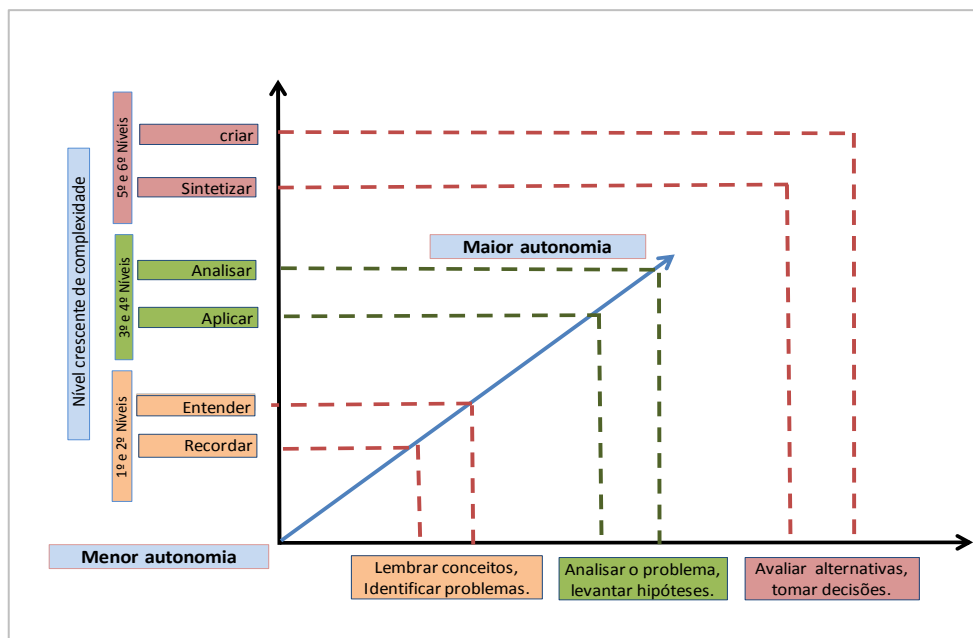 Nível crescente de complexidade
5º e 6º Níveis
criar
Sintetizar
3º e 4º Níveis
Analisar
Aplicar
1º e 2º Níveis
Entender
Recordar
Maior autonomia
Menor autonomia
Lembrar conceitos,
Identificar problemas.
Analisar o problema,
levantar hipóteses.
Avaliar alternativas,
tomar decisões.